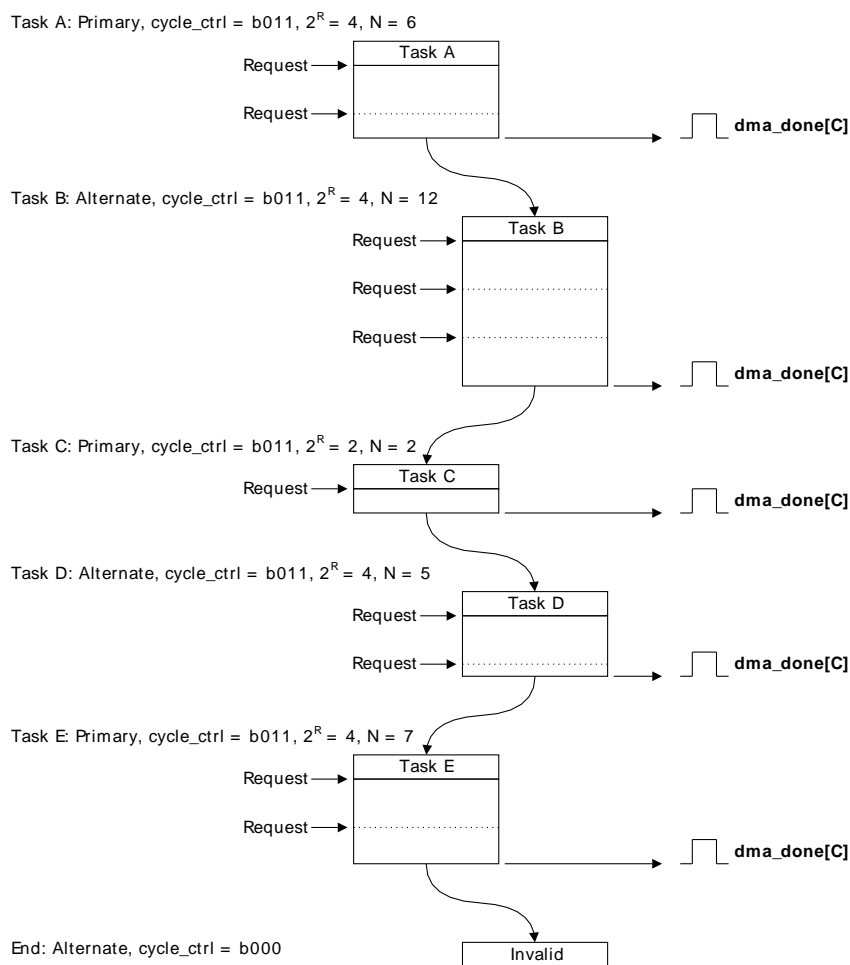 Task A: Primary, cycle_ctrl = b011, 2^R = 4, N = 6
Task A
Request
Request
dma_done[C]
Task B: Alternate, cycle_ctrl = b011, 2^R = 4, N = 12
Task B
Request
Request
Request
dma_done[C]
Task C: Primary, cycle_ctrl = b011, 2^R = 2, N = 2
Task C
Request
dma_done[C]
Task D: Alternate, cycle_ctrl = b011, 2^R = 4, N = 5
Task D
Request
Request
dma_done[C]
Task E: Primary, cycle_ctrl = b011, 2^R = 4, N = 7
Task E
Request
Request
dma_done[C]
End: Alternate, cycle_ctrl = b000
Invalid